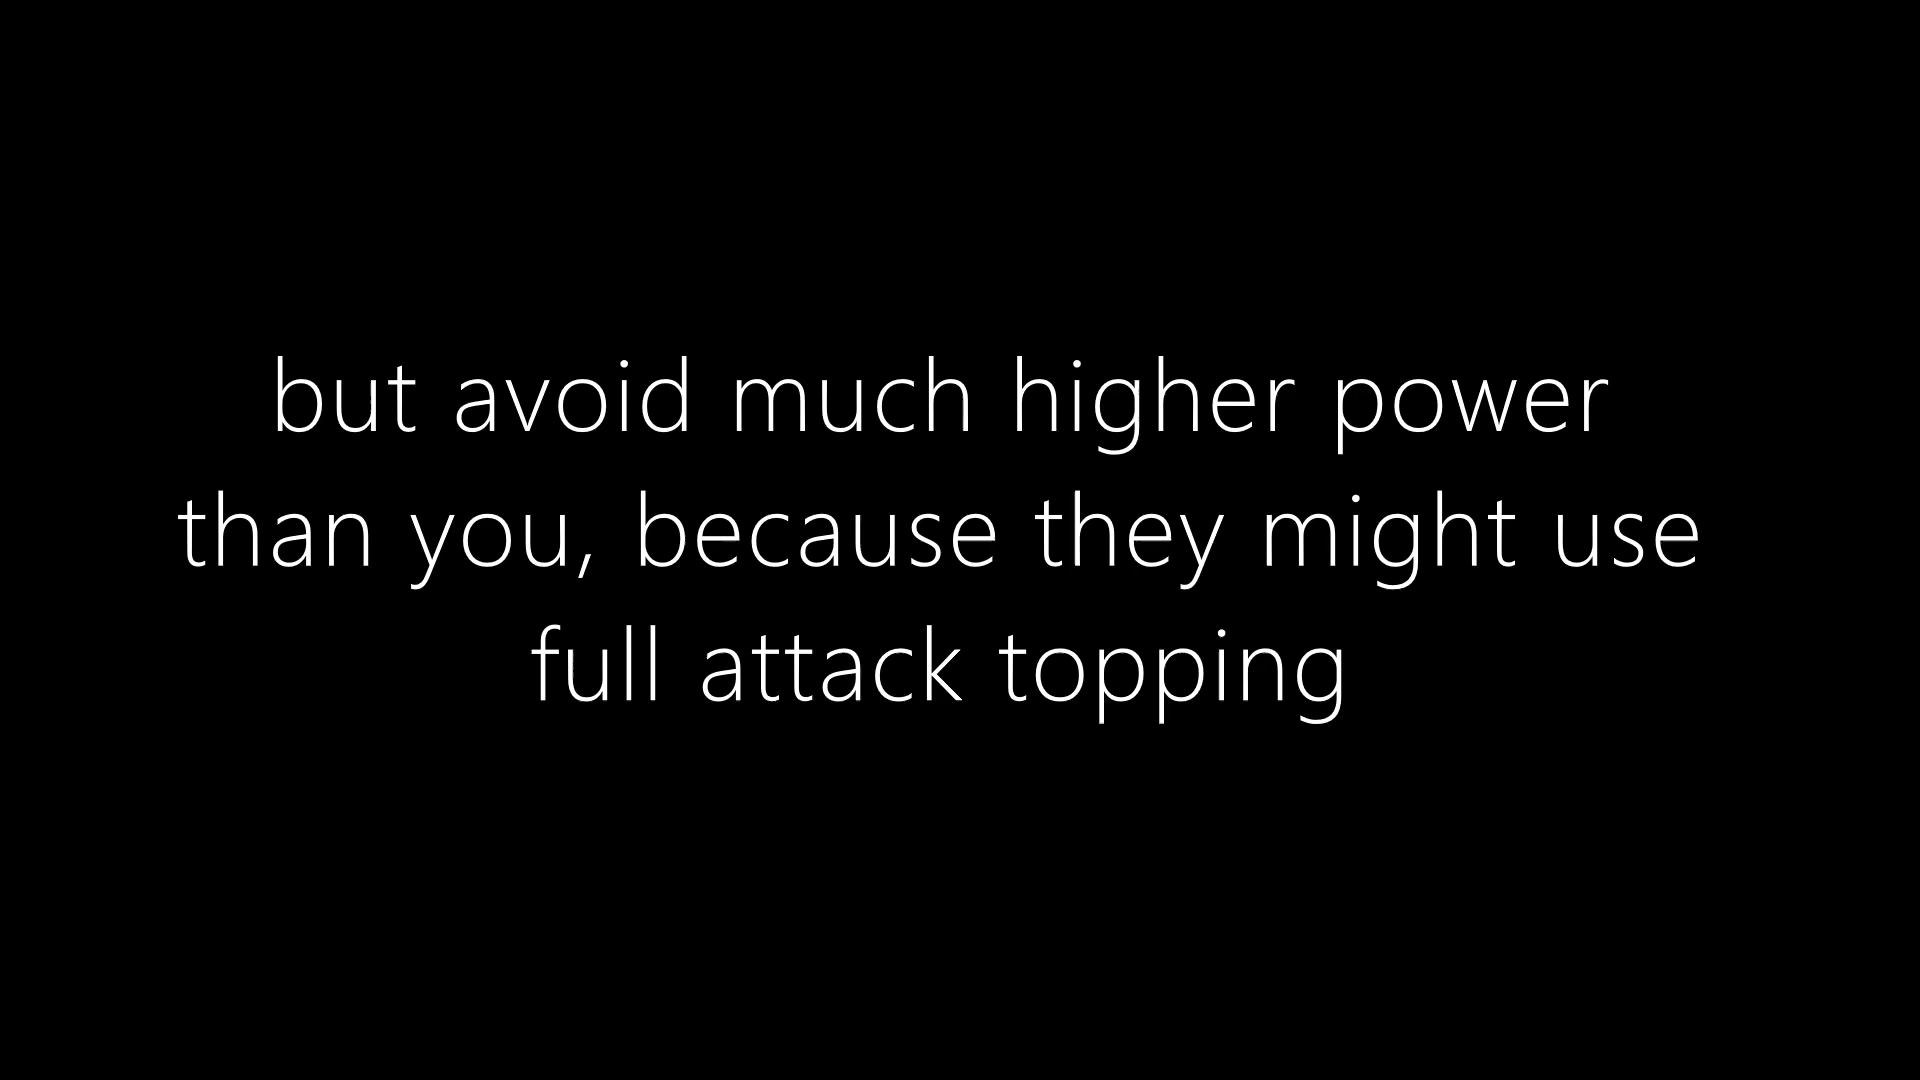 but avoid much higher power
than you, because they might use
full attack topping